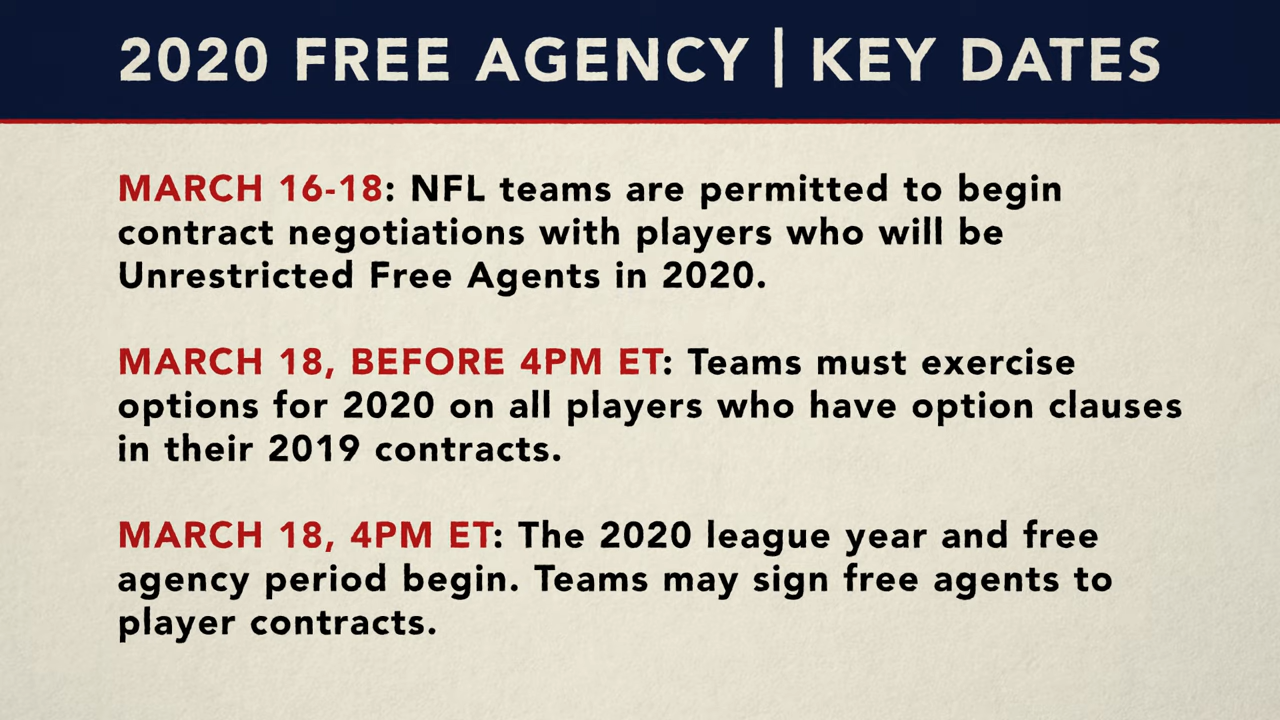 2020 FREE AGENCY | KEY DATES
MARCH 16-18: NFL teams are permitted to begin
contract negotiations with players who will be
Unrestricted Free Agents in 2020.
MARCH 18, BEFORE 4PM ET: Teams must exercise
options for 2020 on all players who have option clauses
in their 2019 contracts.
MARCH 18, 4PM ET: The 2020 league year and free
agency period begin. Teams may sign free agents to
player contracts.